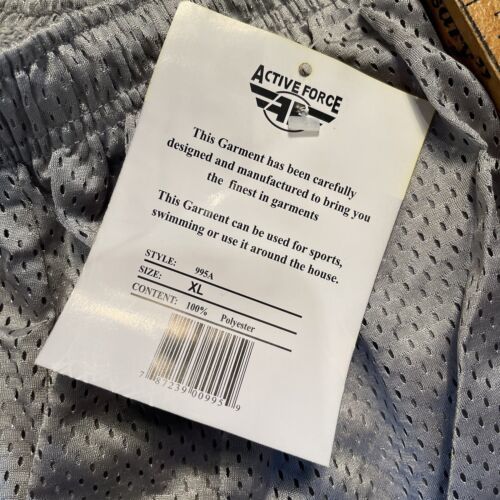 ACTIVE FORCE
This Garment has been carefully
designed and manufactured to bring you
the finest in garments
This Garment can be used for sports,
swimming or use it around the house.
STYLE: 995A
SIZE: XL
CONTENT: 100% Polyester
7 87239 00995 9